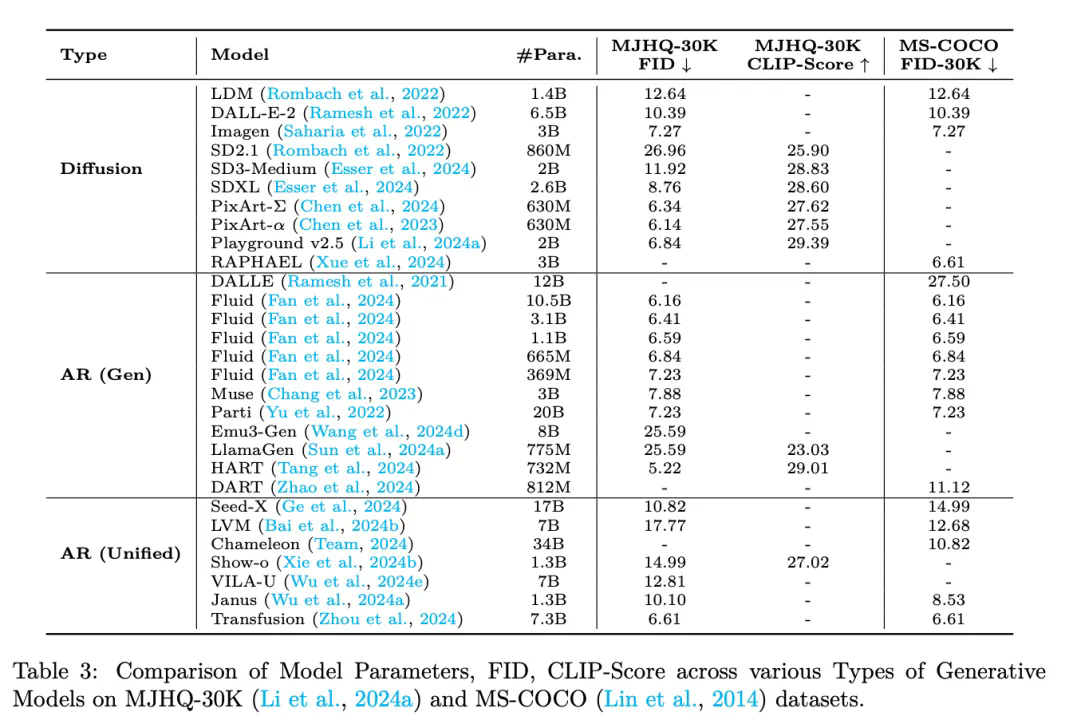 Type Model #Para. MJHQ-30K FID ↓ MJHQ-30K CLIP-Score ↑ MS-COCO FID-30K ↓
LDM (Rombach et al., 2022) 1.4B 12.64 - 12.64
DALL-E-2 (Ramesh et al., 2022) 6.5B 10.39 - 10.39
Imagen (Saharia et al., 2022) 3B 7.27 - 7.27
SD2.1 (Rombach et al., 2022) 860M 26.96 25.90 -
Diffusion SD3-Medium (Esser et al., 2024) 2B 11.92 28.83 -
SDXL (Esser et al., 2024) 2.6B 8.76 28.60 -
PixArt-Σ (Chen et al., 2024) 630M 6.34 27.62 -
PixArt-α (Chen et al., 2023) 630M 6.14 27.55 -
Playground v2.5 (Li et al., 2024a) 2B 6.84 29.39 -
RAPHAEL (Xue et al., 2024) 3B - - 6.61
DALLE (Ramesh et al., 2021) 12B - - 27.50
Fluid (Fan et al., 2024) 10.5B 6.16 - 6.16
Fluid (Fan et al., 2024) 3.1B 6.41 - 6.41
Fluid (Fan et al., 2024) 1.1B 6.59 - 6.59
Fluid (Fan et al., 2024) 665M 6.84 - 6.84
AR (Gen) Fluid (Fan et al., 2024) 369M 7.23 - 7.23
Muse (Chang et al., 2023) 3B 7.88 - 7.88
Parti (Yu et al., 2022) 20B 7.23 - 7.23
Emu3-Gen (Wang et al., 2024d) 8B 25.59 - -
LlamaGen (Sun et al., 2024a) 775M 25.59 23.03 -
HART (Tang et al., 2024) 732M 5.22 29.01 -
DART (Zhao et al., 2024) 812M - - 11.12
Seed-X (Ge et al., 2024) 17B 10.82 - 14.99
LVM (Bai et al., 2024b) 7B 17.77 - 12.68
AR (Unified) Chameleon (Team, 2024) 34B - - 10.82
Show-o (Xie et al., 2024b) 1.3B 14.99 27.02 -
VILA-U (Wu et al., 2024e) 7B 12.81 - -
Janus (Wu et al., 2024a) 1.3B 10.10 - 8.53
Transfusion (Zhou et al., 2024) 7.3B 6.61 - 6.61
Table 3: Comparison of Model Parameters, FID, CLIP-Score across various Types of Generative
Models on MJHQ-30K (Li et al., 2024a) and MS-COCO (Lin et al., 2014) datasets.